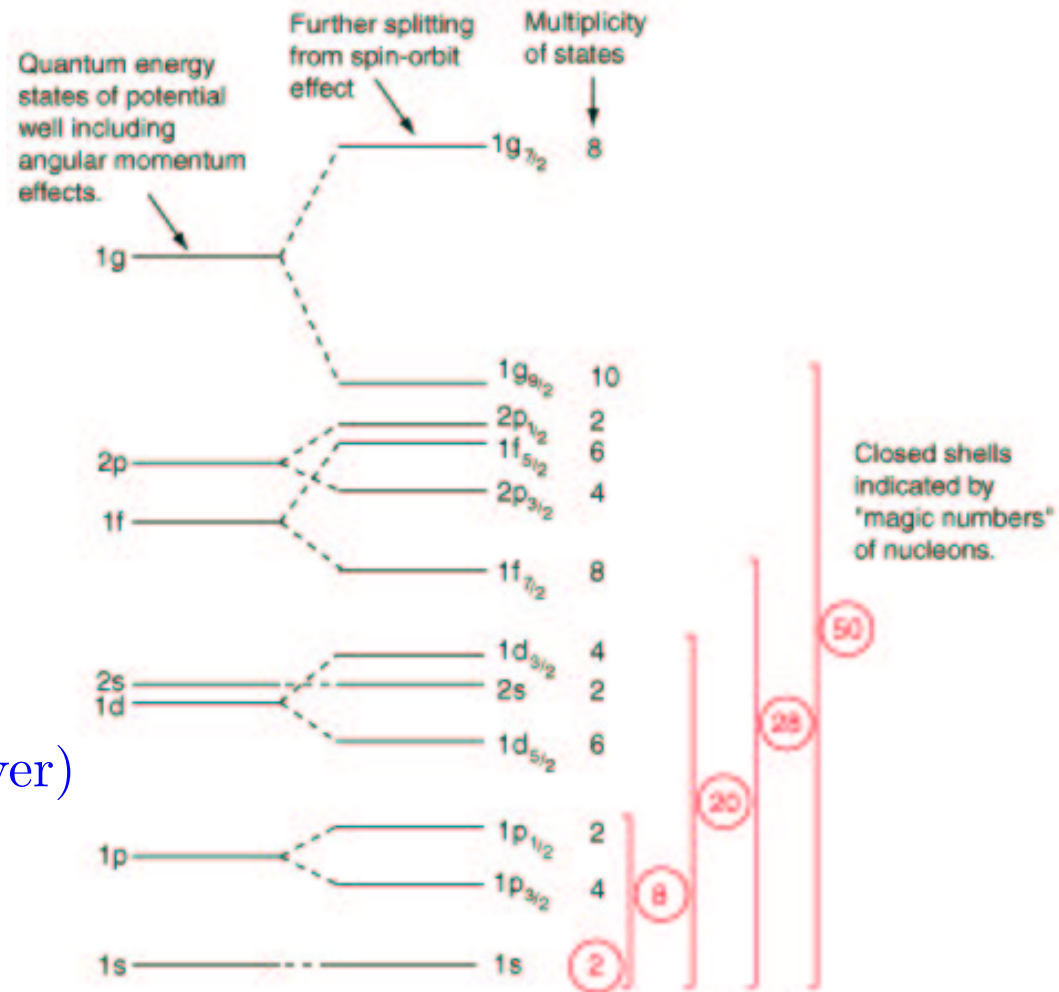 Quantum energy
states of potential
well including
angular momentum
effects.
Further splitting
from spin-orbit
effect
Multiplicity
of states
1g
1g7/2 8
1g9/2 10
2p1/2 2
2p
1f5/2 6
2p3/2 4
1f
1f7/2 8
Closed shells
indicated by
"magic numbers"
of nucleons.
50
1d3/2 4
2s
2s 2
1d
1d5/2 6
28
20
ver)
1p1/2 2
1p
1p3/2 4
8
1s
1s 2